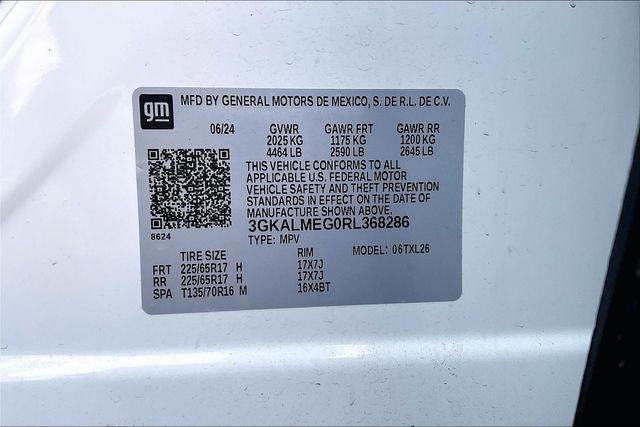 gm MFD BY GENERAL MOTORS DE MEXICO, S. DE R.L. DE C.V.
06/24 GVWR GAWR FRT GAWR RR
2025 KG 1175 KG 1200 KG
4464 LB 2590 LB 2645 LB
THIS VEHICLE CONFORMS TO ALL
APPLICABLE U.S. FEDERAL MOTOR
VEHICLE SAFETY AND THEFT PREVENTION
STANDARDS IN EFFECT ON THE DATE OF
MANUFACTURE SHOWN ABOVE.
3GKALMEG0RL368286
8624 TYPE: MPV MODEL: 06TXL26
TIRE SIZE RIM
FRT 225/65R17 H 17X7J
RR 225/65R17 H 17X7J
SPA T135/70R16 M 16X4BT